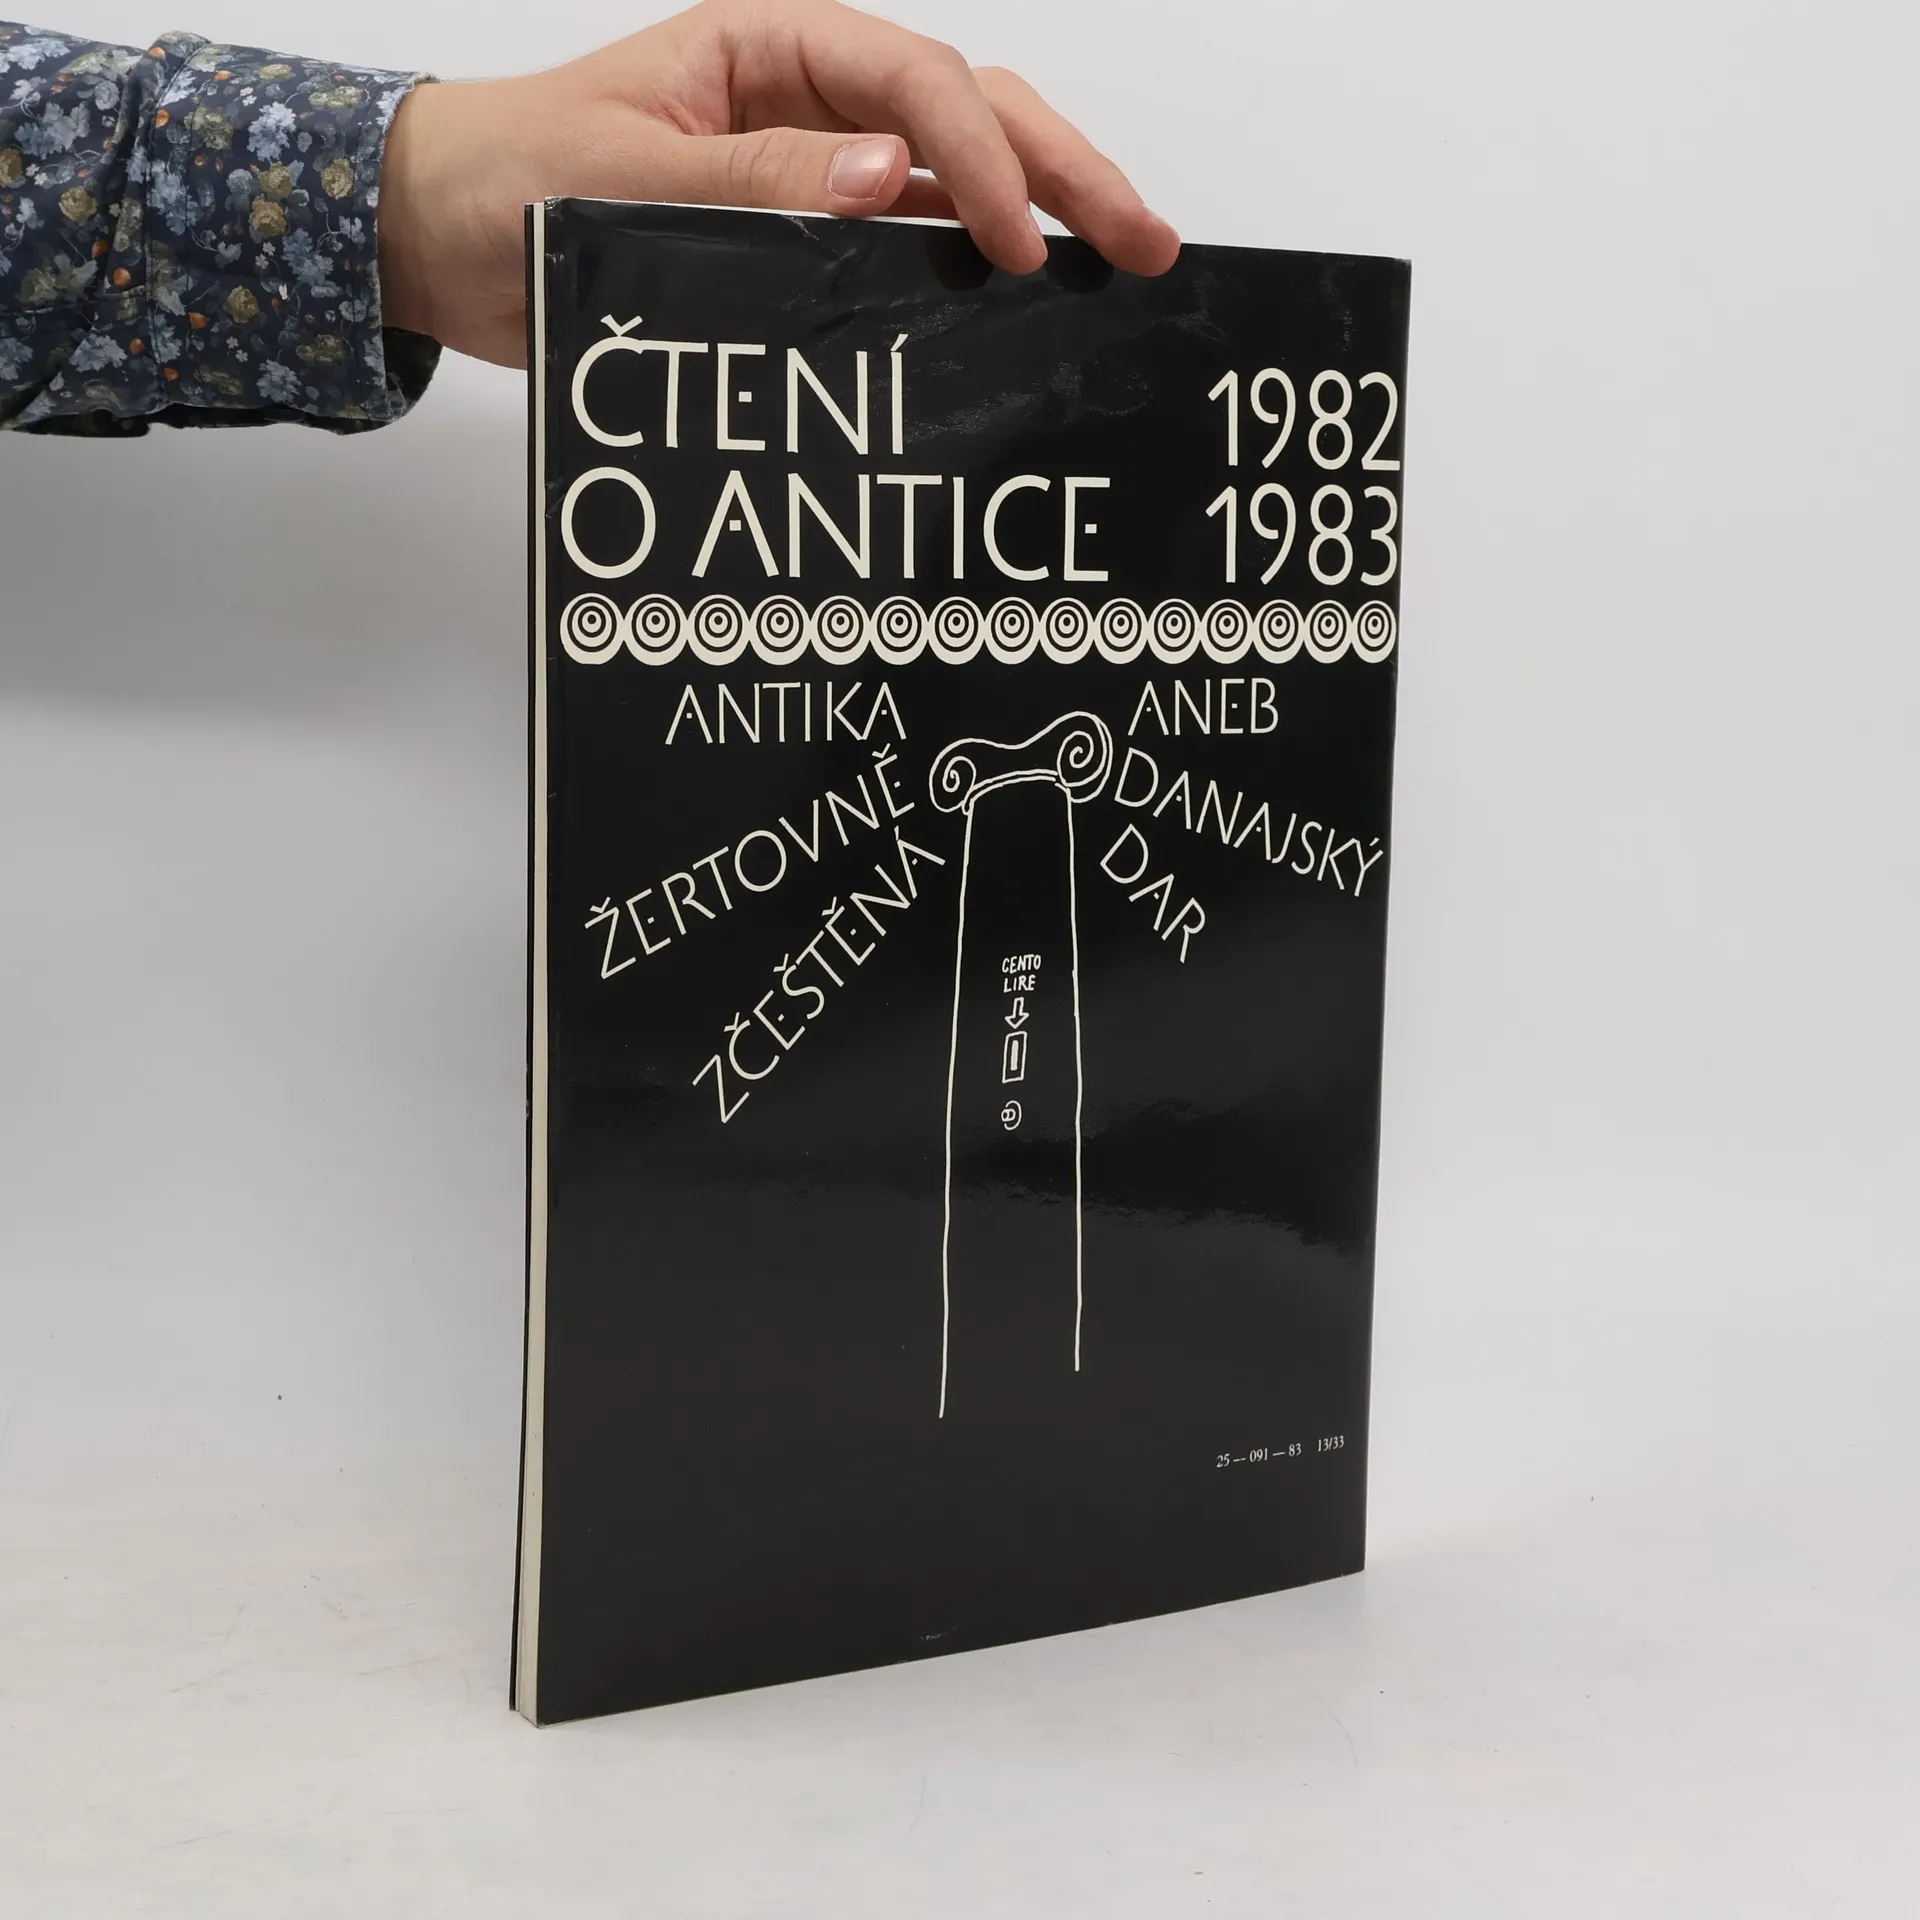 ČTENÍ 1982
O ANTICE 1983
ANTIKA
ŽERTOVNĚ
ZČEŠTĚNÁ
ANEB
DANAJSKÝ
DAR
CENTO
LIRE
25 — 091 — 83 13/33